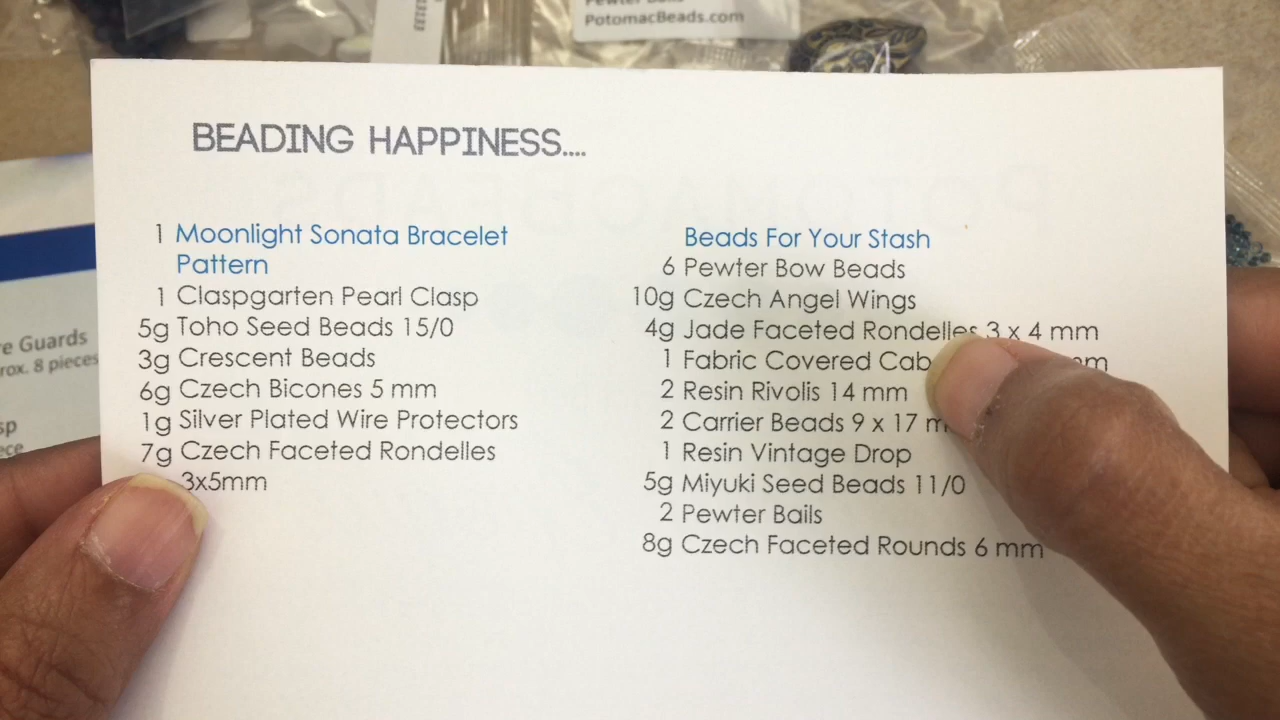 PotomacBeads.com
BEADING HAPPINESS....
1 Moonlight Sonata Bracelet
Pattern
1 Claspgarten Pearl Clasp
5g Toho Seed Beads 15/0
3g Crescent Beads
6g Czech Bicones 5 mm
1g Silver Plated Wire Protectors
7g Czech Faceted Rondelles
3x5mm
Beads For Your Stash
6 Pewter Bow Beads
10g Czech Angel Wings
4g Jade Faceted Rondelles 3 x 4 mm
1 Fabric Covered Cab
2 Resin Rivolis 14 mm
2 Carrier Beads 9 x 17 m
1 Resin Vintage Drop
5g Miyuki Seed Beads 11/0
2 Pewter Bails
8g Czech Faceted Rounds 6 mm
Guards
8 pieces